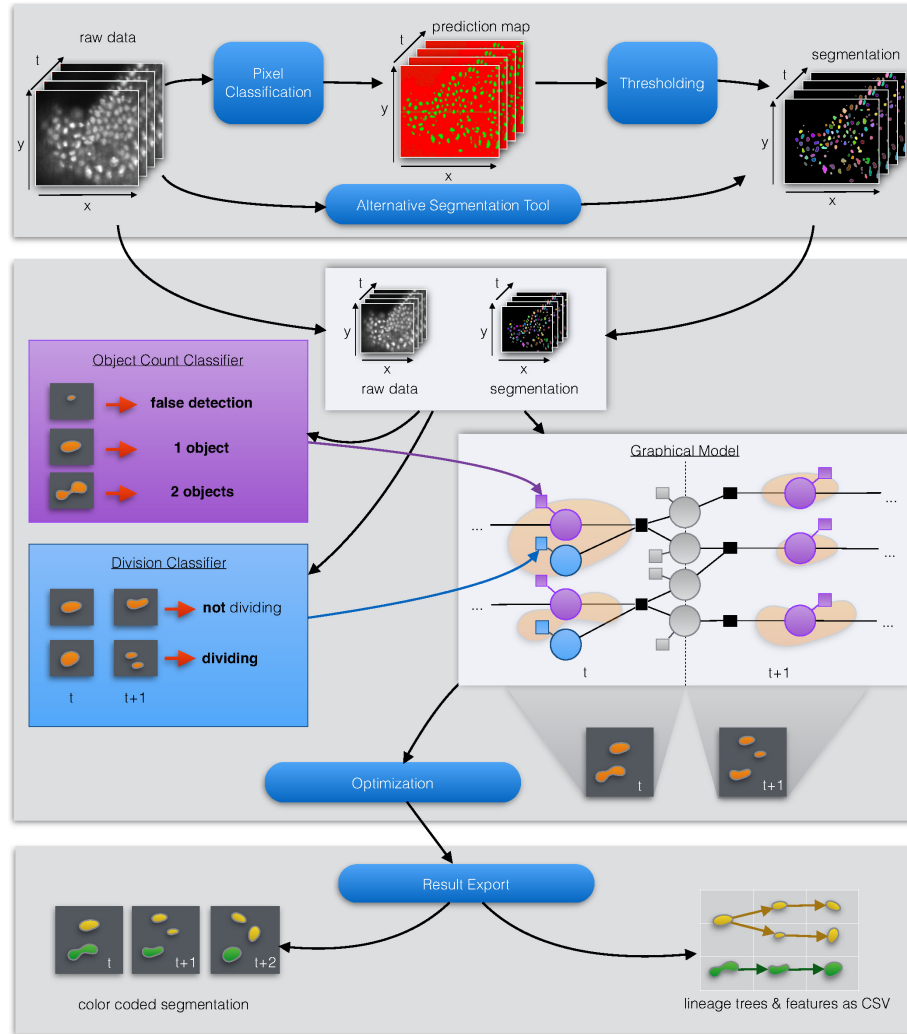 raw data
t
y
x
Pixel
Classification
prediction map
t
y
x
Thresholding
segmentation
t
y
x
Alternative Segmentation Tool
t
y
x
raw data
t
y
x
segmentation
Object Count Classifier
false detection
1 object
2 objects
Division Classifier
not dividing
dividing
t
t+1
Graphical Model
...
...
...
...
...
t
t+1
t
t+1
Optimization
Result Export
t
t+1
t+2
color coded segmentation
lineage trees & features as CSV